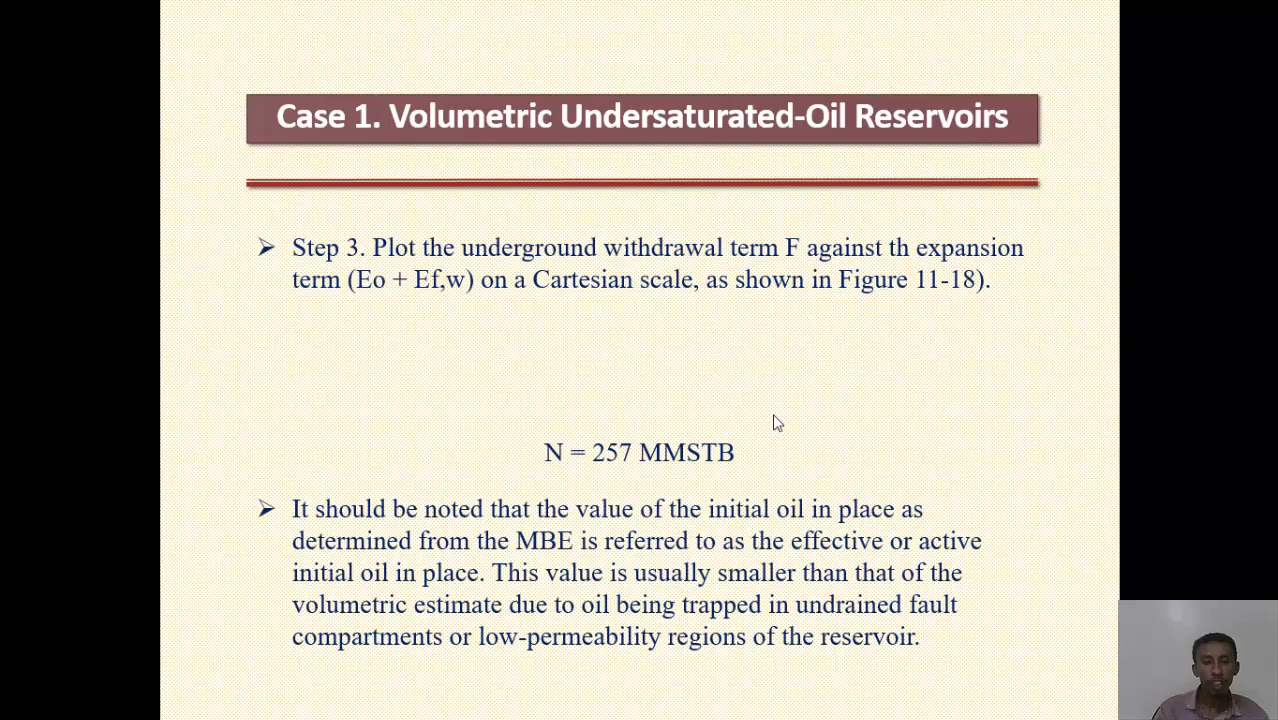 Case 1. Volumetric Undersaturated-Oil Reservoirs
➢ Step 3. Plot the underground withdrawal term F against th expansion
term (Eo + Ef,w) on a Cartesian scale, as shown in Figure 11-18).
N = 257 MMSTB
➢ It should be noted that the value of the initial oil in place as
determined from the MBE is referred to as the effective or active
initial oil in place. This value is usually smaller than that of the
volumetric estimate due to oil being trapped in undrained fault
compartments or low-permeability regions of the reservoir.